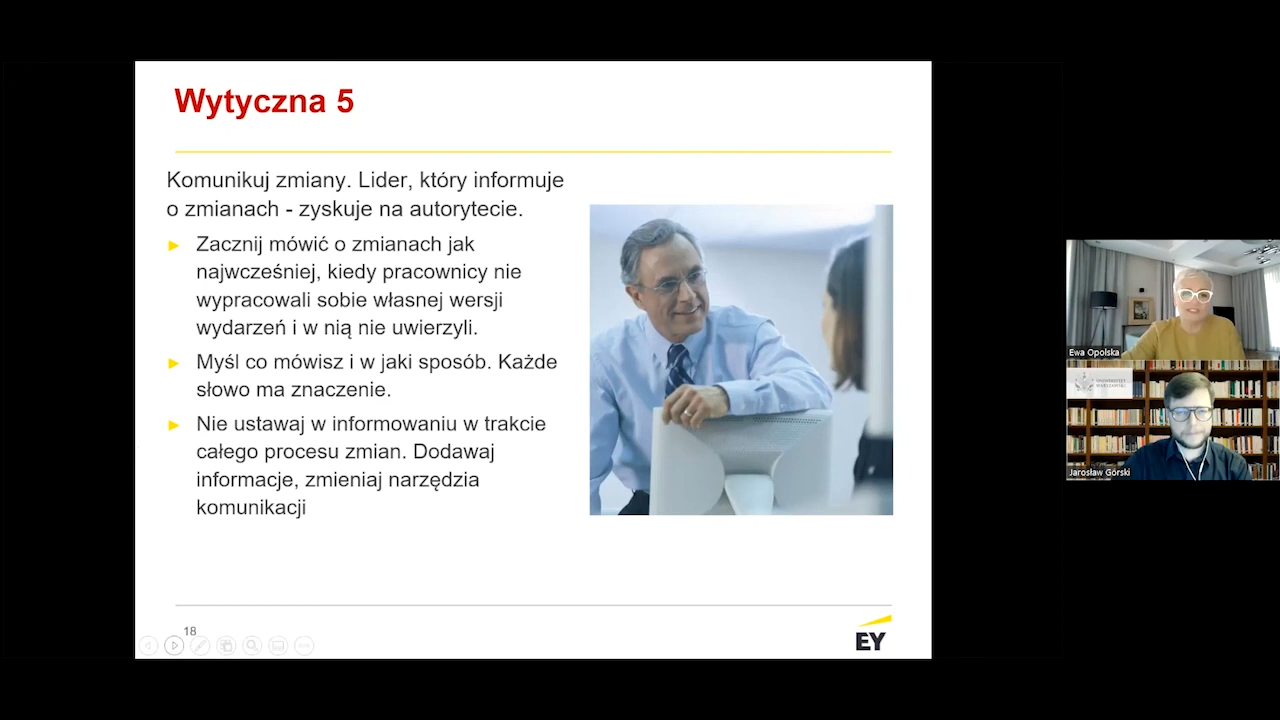 Wytyczna 5
Komunikuj zmiany. Lider, który informuje
o zmianach - zyskuje na autorytecie.
► Zacznij mówić o zmianach jak
najwcześniej, kiedy pracownicy nie
wypracowali sobie własnej wersji
wydarzeń i w nią nie uwierzyli.
► Myśl co mówisz i w jaki sposób. Każde
słowo ma znaczenie.
► Nie ustawaj w informowaniu w trakcie
całego procesu zmian. Dodawaj
informacje, zmieniaj narzędzia
komunikacji
18
EY
Ewa Opolska
UNIWERSYTET
WARSZAWSKI
Jarosław Górski